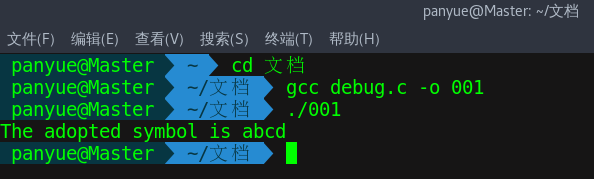 panyue@Master: ~/文档
文件(F) 编辑(E) 查看(V) 搜索(S) 终端(T) 帮助(H)
panyue@Master ~ cd 文档
panyue@Master ~/文档 gcc debug.c -o 001
panyue@Master ~/文档 ./001
The adopted symbol is abcd
panyue@Master ~/文档